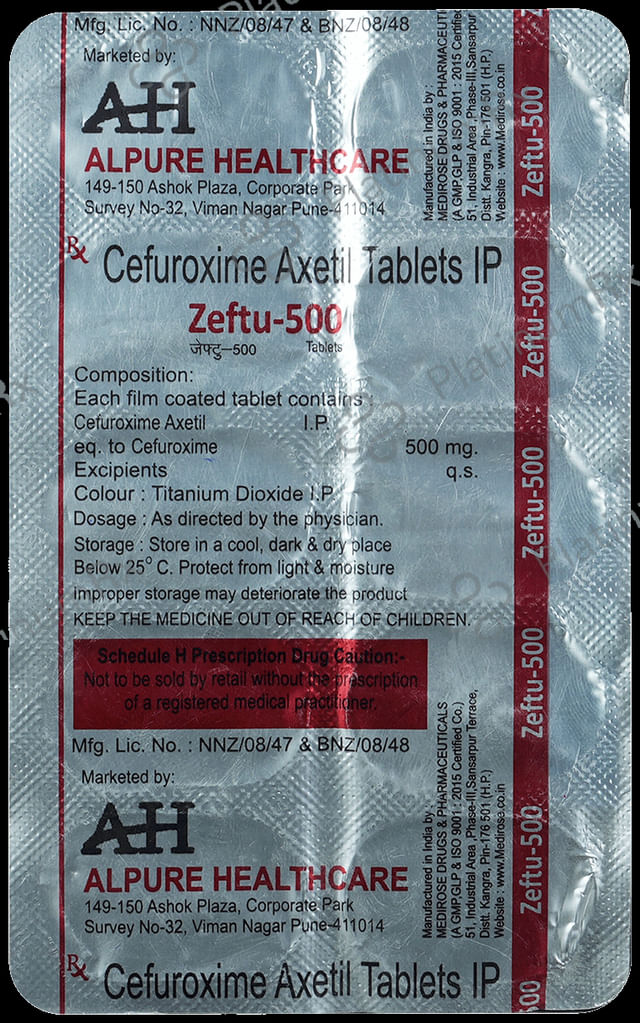 Mfg. Lic. No. : NNZ/08/47 & BNZ/08/48
Marketed by:
AH
ALPURE HEALTHCARE
149-150 Ashok Plaza, Corporate Park
Survey No-32, Viman Nagar Pune-411014
Manufactured in India by :
MEDIROSE DRUGS & PHARMACEUTI
(A GMP,GLP & ISO 9001 : 2015 Certified
51, Industrial Area ,Phase-III,Sansarpur
Distt. Kangra, Pin-176 501 (H.P.)
Website : www.Medirose.co.in
Rx
Cefuroxime Axetil Tablets IP
Zeftu-500
जेफ्टु–500 Tablets
Composition:
Each film coated tablet contains :
Cefuroxime Axetil I.P.
eq. to Cefuroxime 500 mg.
Excipients q.s.
Colour : Titanium Dioxide I.P.
Dosage : As directed by the physician.
Storage : Store in a cool, dark & dry place
Below 25° C. Protect from light & moisture
Improper storage may deteriorate the product
KEEP THE MEDICINE OUT OF REACH OF CHILDREN.
Schedule H Prescription Drug Caution:-
Not to be sold by retail without the prescription
of a registered medical practitioner.
Mfg. Lic. No. : NNZ/08/47 & BNZ/08/48
Marketed by:
AH
ALPURE HEALTHCARE
149-150 Ashok Plaza, Corporate Park
Survey No-32, Viman Nagar Pune-411014
Manufactured in India by :
MEDIROSE DRUGS & PHARMACEUTICALS
(A GMP,GLP & ISO 9001 : 2015 Certified Co.)
51, Industrial Area ,Phase-III,Sansarpur Terrace,
Distt. Kangra, Pin-176 501 (H.P.)
Website : www.Medirose.co.in
Rx
Cefuroxime Axetil Tablets IP
Zeftu-500
Zeftu-500
Zeftu-500
Zeftu-500
Zeftu-500
00